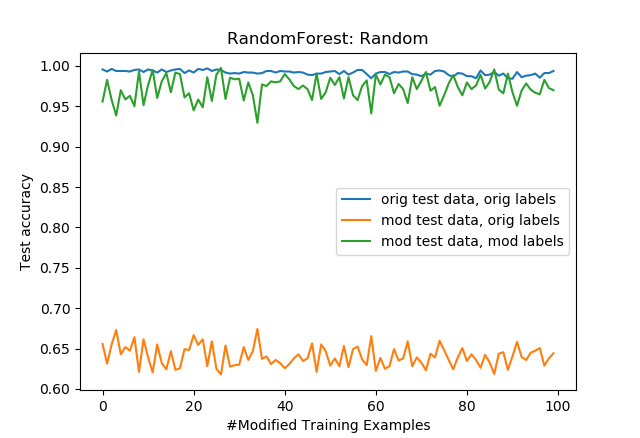 RandomForest: Random
1.00
0.95
0.90
0.85
0.80
0.75
0.70
0.65
0.60
Test accuracy
orig test data, orig labels
mod test data, orig labels
mod test data, mod labels
0 20 40 60 80 100
#Modified Training Examples